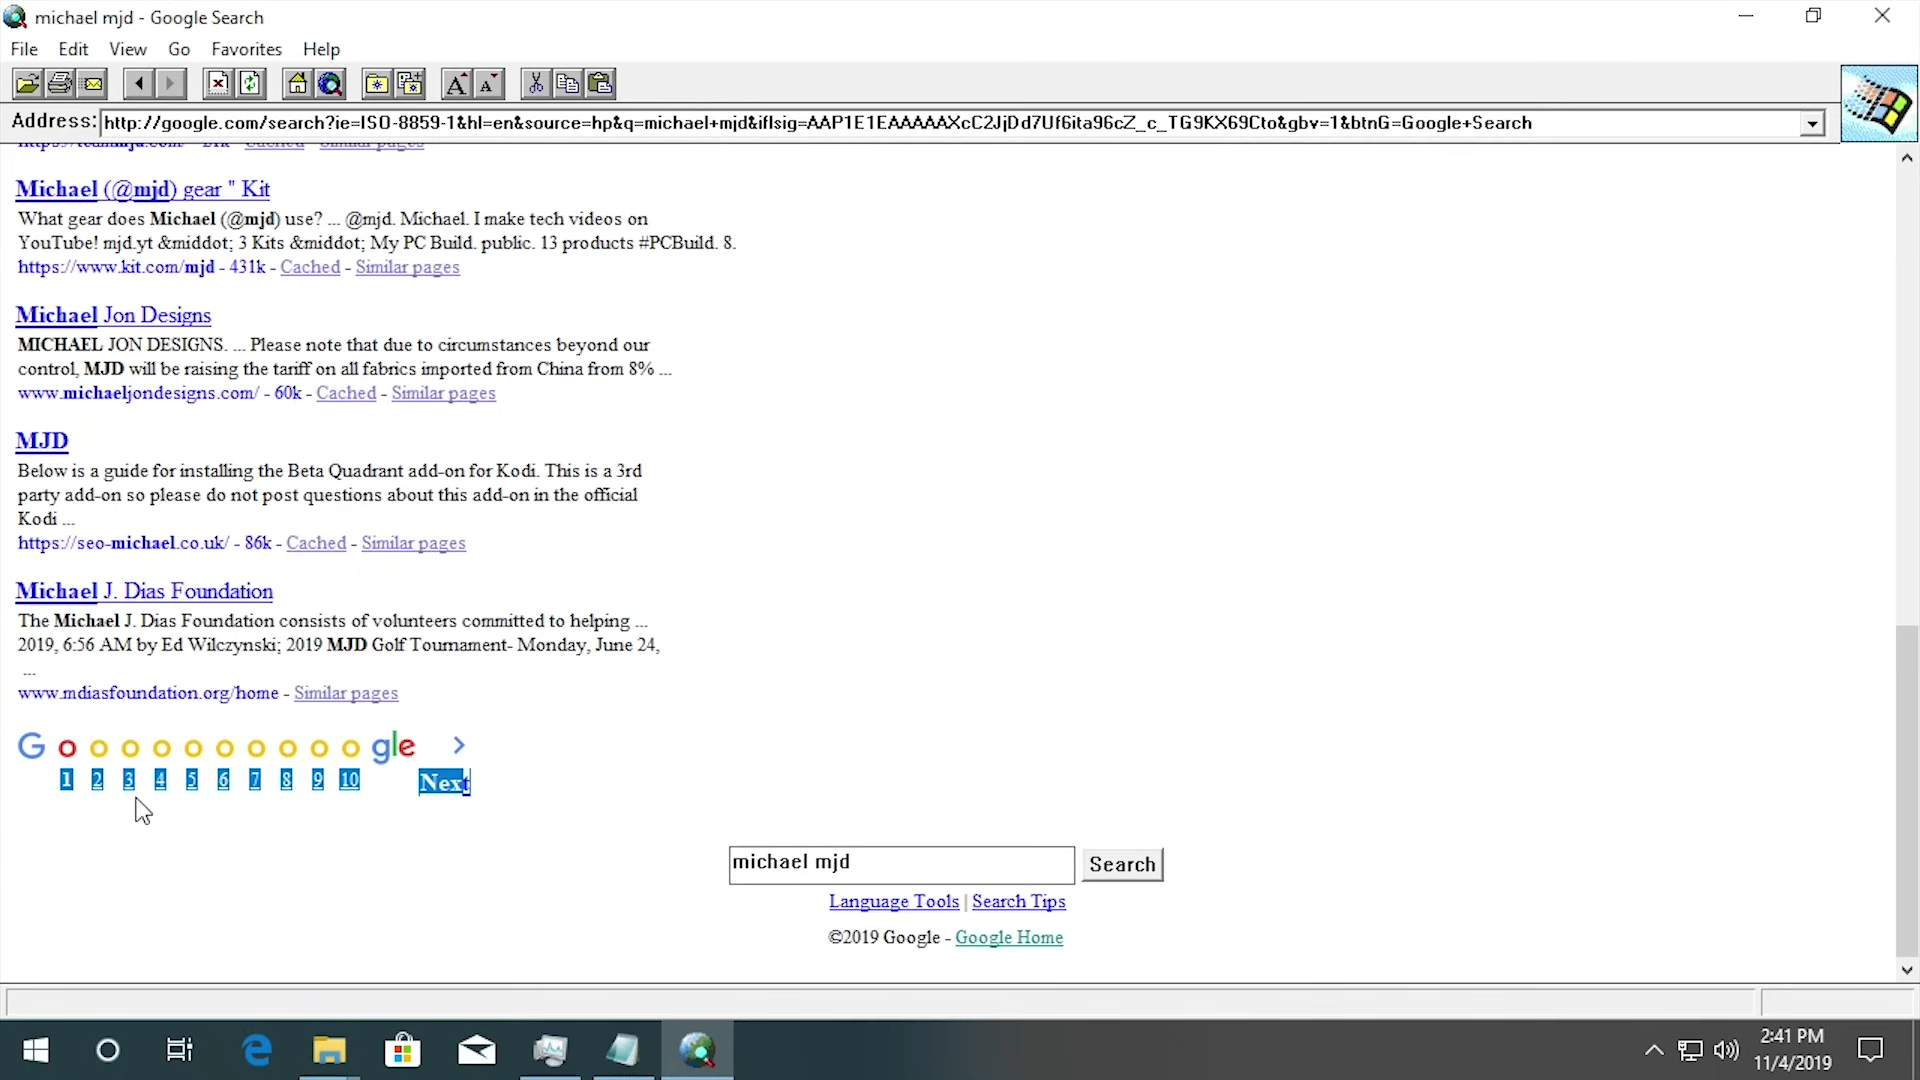 michael mjd - Google Search
File Edit View Go Favorites Help
Address: http://google.com/search?ie=ISO-8859-1&hl=en&source=hp&q=michael+mjd&iflsig=AAP1E1EAAAAAXcC2JjDd7Uf6ita96cZ_c_TG9KX69Cto&gbv=1&btnG=Google+Search
https://teammjd.com/ - 21k - Cached - Similar pages
Michael (@mjd) gear " Kit
What gear does Michael (@mjd) use? ... @mjd. Michael. I make tech videos on
YouTube! mjd.yt &middot; 3 Kits &middot; My PC Build. public. 13 products #PCBuild. 8.
https://www.kit.com/mjd - 431k - Cached - Similar pages
Michael Jon Designs
MICHAEL JON DESIGNS. ... Please note that due to circumstances beyond our
control, MJD will be raising the tariff on all fabrics imported from China from 8% ...
www.michaeljondesigns.com/ - 60k - Cached - Similar pages
MJD
Below is a guide for installing the Beta Quadrant add-on for Kodi. This is a 3rd
party add-on so please do not post questions about this add-on in the official
Kodi ...
https://seo-michael.co.uk/ - 86k - Cached - Similar pages
Michael J. Dias Foundation
The Michael J. Dias Foundation consists of volunteers committed to helping ...
2019, 6:56 AM by Ed Wilczynski; 2019 MJD Golf Tournament- Monday, June 24,
...
www.mdiasfoundation.org/home - Similar pages
G o o o o o o o o o o gle >
1 2 3 4 5 6 7 8 9 10 Next
michael mjd Search
Language Tools | Search Tips
©2019 Google - Google Home
2:41 PM
11/4/2019